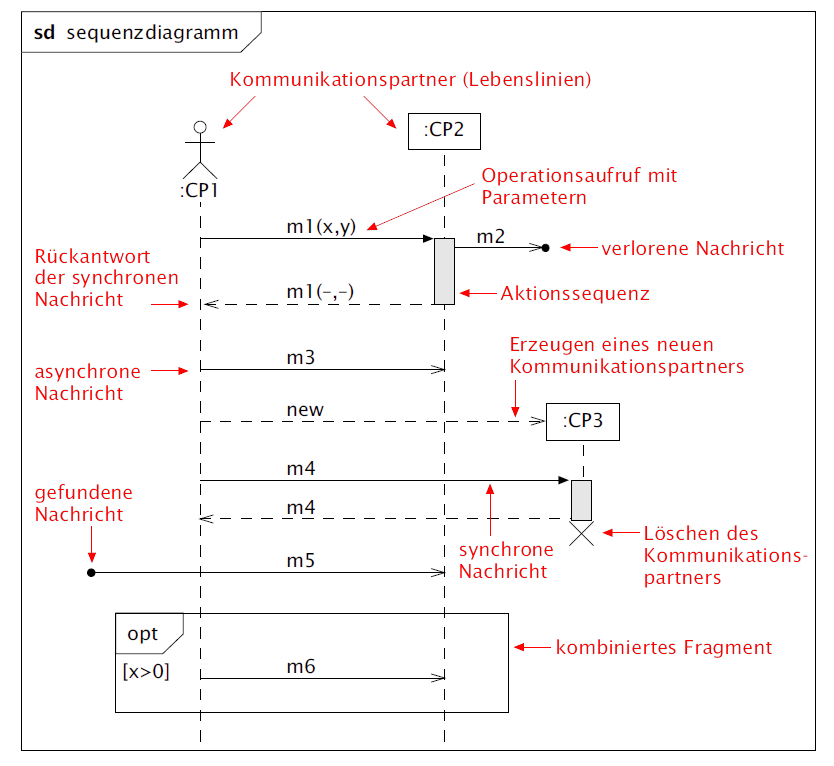 sd sequenzdiagramm
Kommunikationspartner (Lebenslinien)
:CP1
:CP2
Operationsaufruf mit
Parametern
m1(x,y)
m2
verlorene Nachricht
Rückantwort
der synchronen
Nachricht
m1(-,-)
Aktionssequenz
Erzeugen eines neuen
Kommunikationspartners
m3
asynchrone
Nachricht
new
:CP3
m4
gefundene
Nachricht
m4
synchrone
Nachricht
Löschen des
Kommunikations-
partners
m5
opt
[x>0]
m6
kombiniertes Fragment